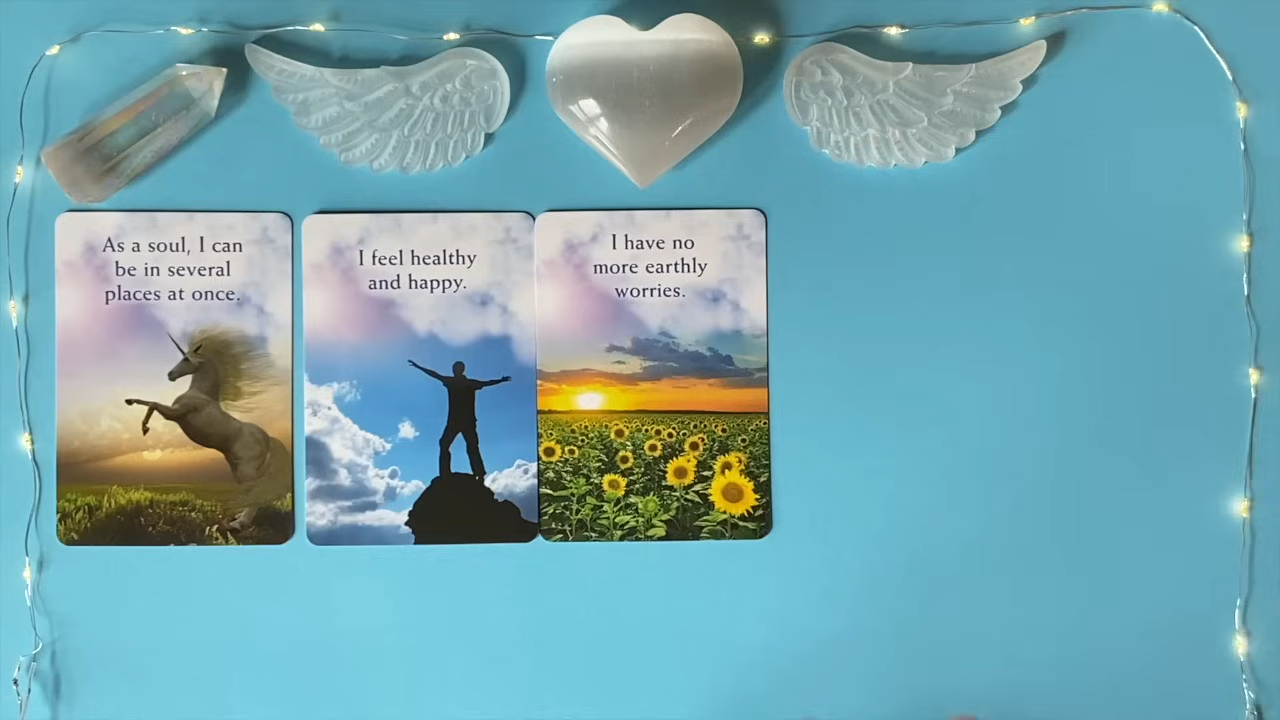 As a soul, I can
be in several
places at once.
I feel healthy
and happy.
I have no
more earthly
worries.